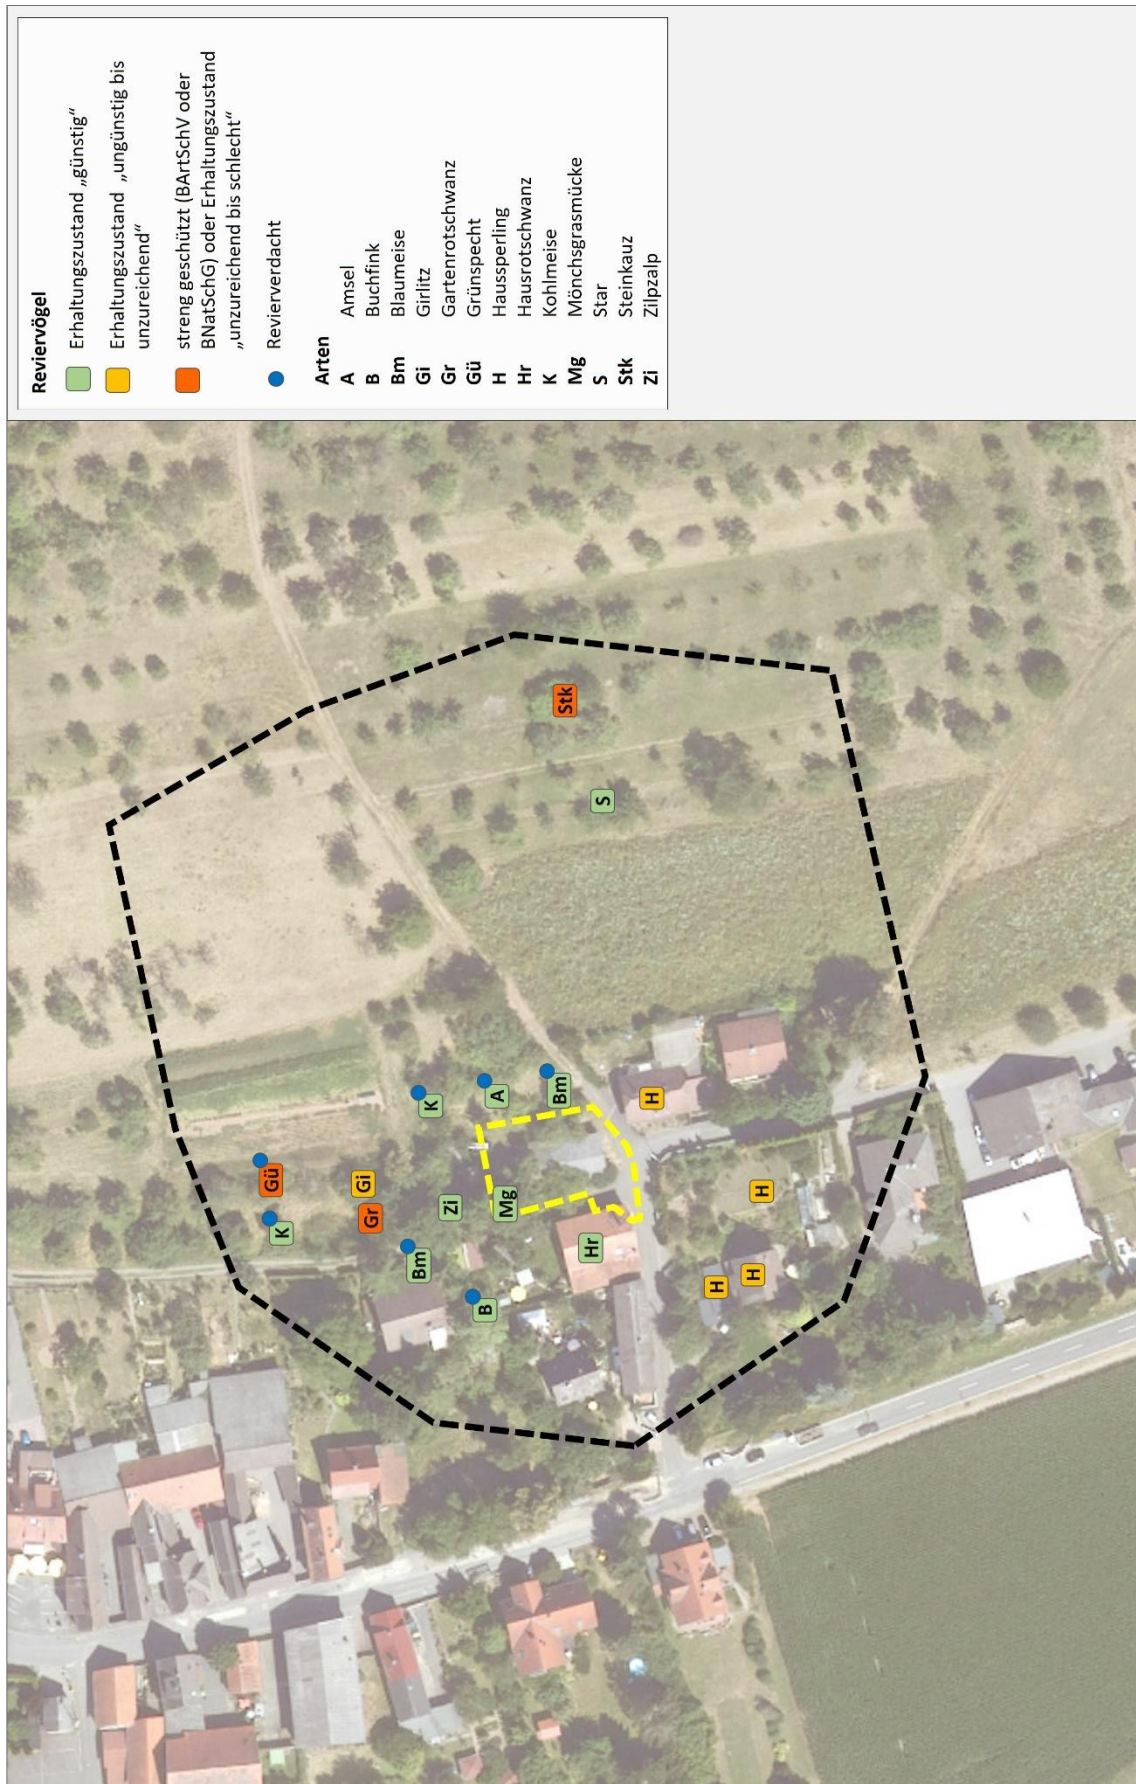 Reviervögel
Erhaltungszustand „günstig“
Erhaltungszustand „ungünstig bis
unzureichend“
streng geschützt (BArtSchV oder
BNatSchG) oder Erhaltungszustand
„unzureichend bis schlecht“
Revierverdacht
Arten
A Amsel
B Buchfink
Bm Blaumeise
Gi Girlitz
Gr Gartenrotschwanz
Gü Grünspecht
H Haussperling
Hr Hausrotschwanz
K Kohlmeise
Mg Mönchsgrasmücke
S Star
Stk Steinkauz
Zi Zilpzalp
K
Gü
Gr
Gi
Bm
K
Zi
B
A
Mg
Bm
Hr
Stk
S
H
H
H
H